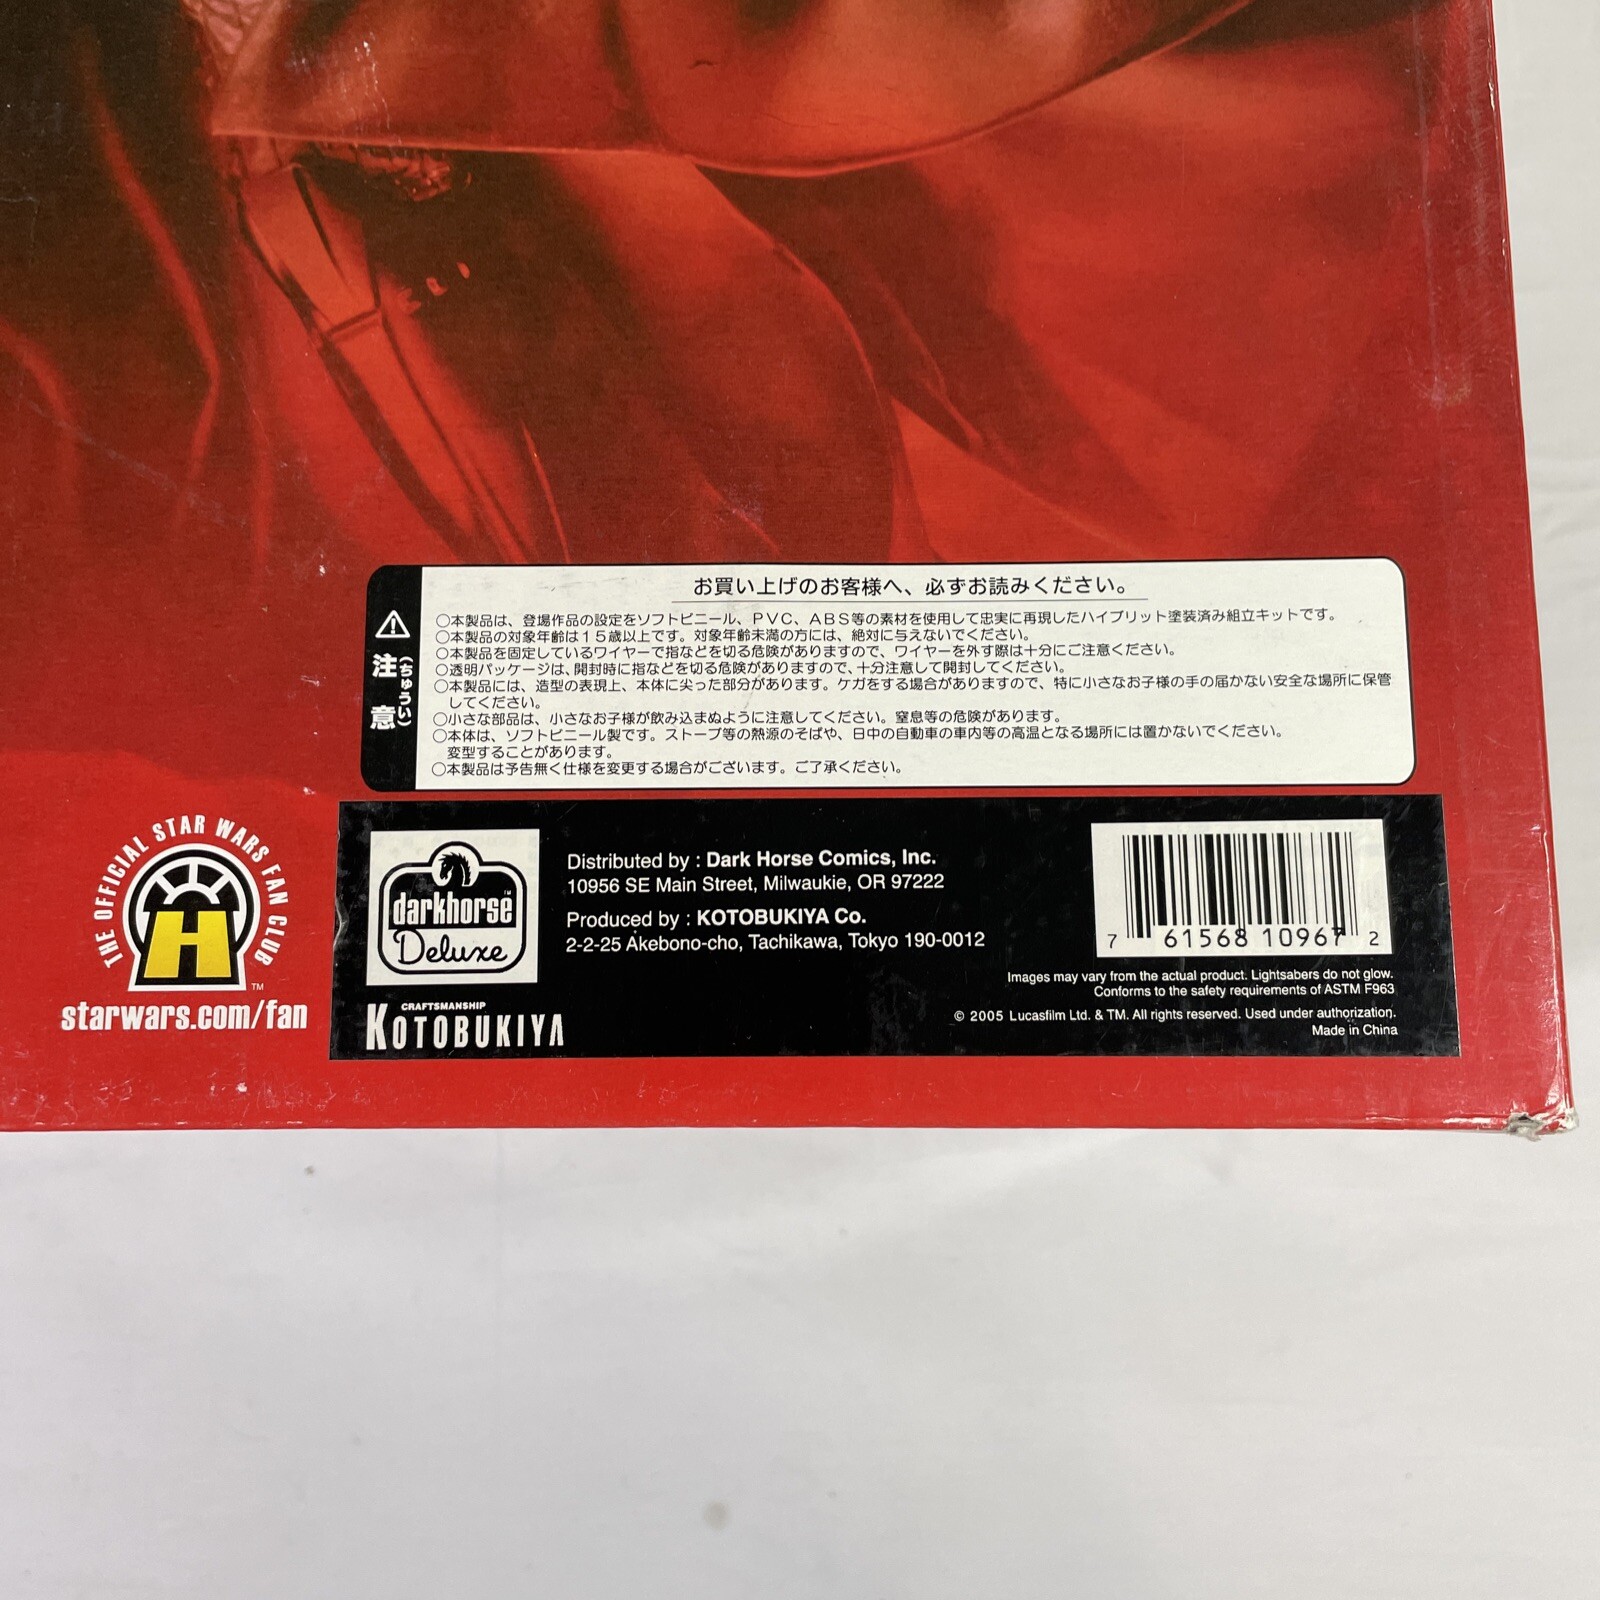 お買い上げのお客様へ、必ずお読みください。
注意
(ちゅうい)
○本製品は、登場作品の設定をソフトビニール、PVC、ABS等の素材を使用して忠実に再現したハイブリット塗装済み組立キットです。
○本製品の対象年齢は15歳以上です。対象年齢未満の方には、絶対に与えないでください。
○本製品を固定しているワイヤーで指などを切る危険がありますので、ワイヤーを外す際は十分にご注意ください。
○透明パッケージは、開封時に指などを切る危険がありますので、十分注意して開封してください。
○本製品には、造型の表現上、本体に尖った部分があります。ケガをする場合がありますので、特に小さなお子様の手の届かない安全な場所に保管
してください。
○小さな部品は、小さなお子様が飲み込まぬように注意してください。窒息等の危険があります。
○本体は、ソフトビニール製です。ストーブ等の熱源のそばや、日中の自動車の車内等の高温となる場所には置かないでください。
変型することがあります。
○本製品は予告無く仕様を変更する場合がございます。ご了承ください。
THE OFFICIAL STAR WARS FAN CLUB
H
TM
starwars.com/fan
darkhorse™
Deluxe
CRAFTSMANSHIP
KOTOBUKIYA
Distributed by : Dark Horse Comics, Inc.
10956 SE Main Street, Milwaukie, OR 97222
Produced by : KOTOBUKIYA Co.
2-2-25 Akebono-cho, Tachikawa, Tokyo 190-0012
7 61568 10967 2
Images may vary from the actual product. Lightsabers do not glow.
Conforms to the safety requirements of ASTM F963
© 2005 Lucasfilm Ltd. & TM. All rights reserved. Used under authorization.
Made in China